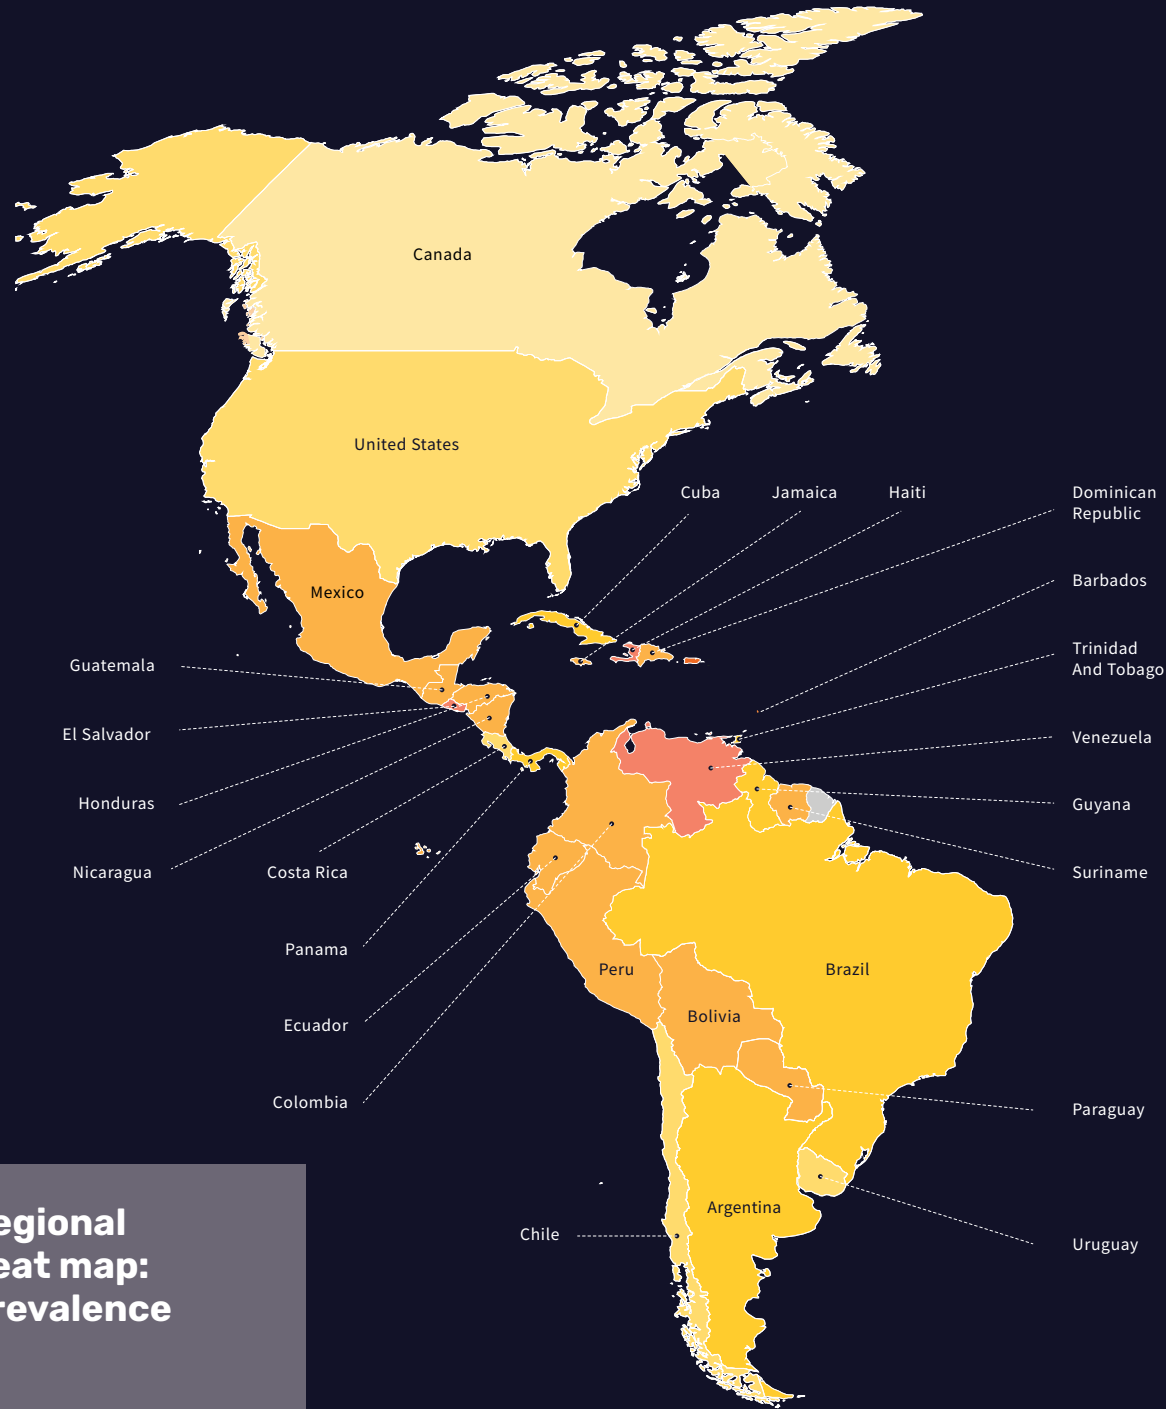 Canada
United States
Cuba
Jamaica
Haiti
Dominican
Republic
Mexico
Barbados
Guatemala
Trinidad
And Tobago
El Salvador
Venezuela
Honduras
Guyana
Nicaragua
Costa Rica
Suriname
Panama
Peru
Brazil
Ecuador
Bolivia
Colombia
Paraguay
Argentina
Chile
Uruguay
egional
eat map:
revalence